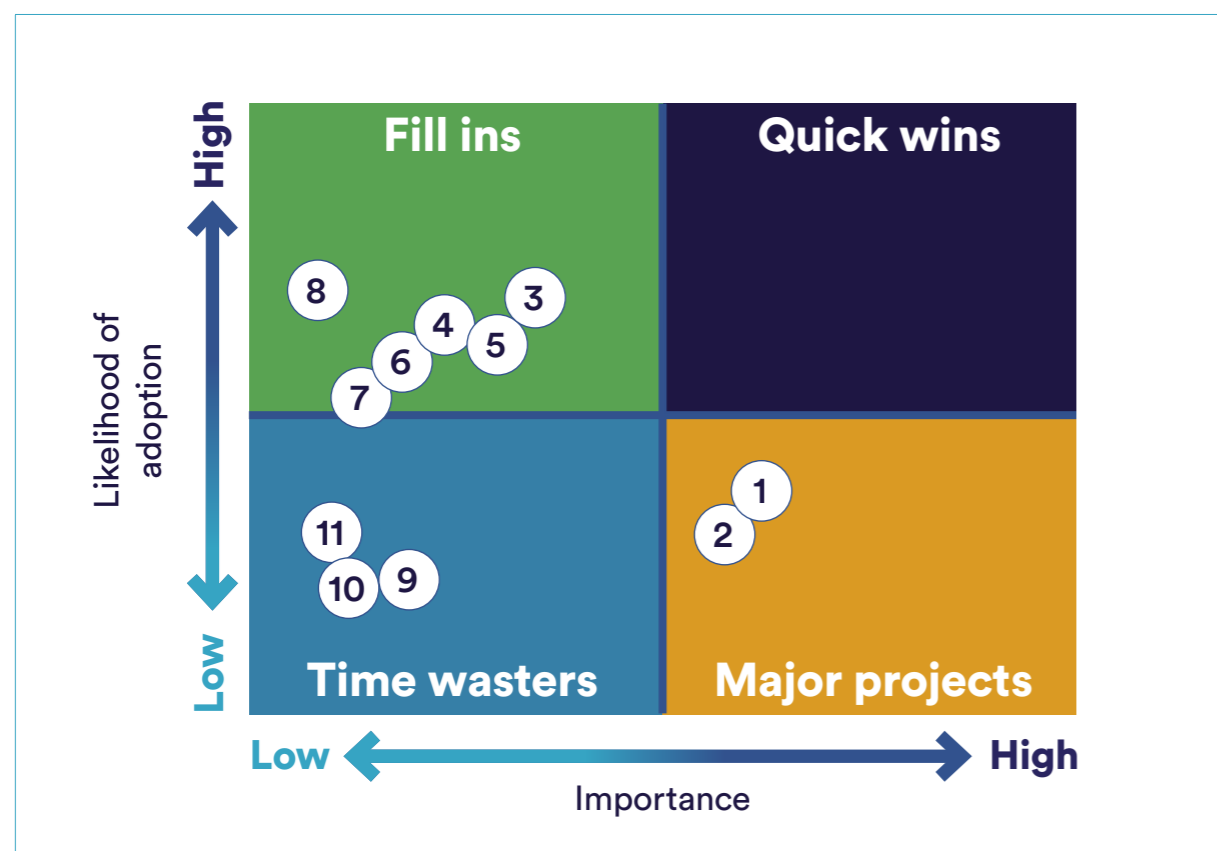 High
Fill ins
Quick wins
8
3
4
5
6
7
Likelihood of
adoption
1
2
11
10
9
Low
Time wasters
Major projects
Low
High
Importance